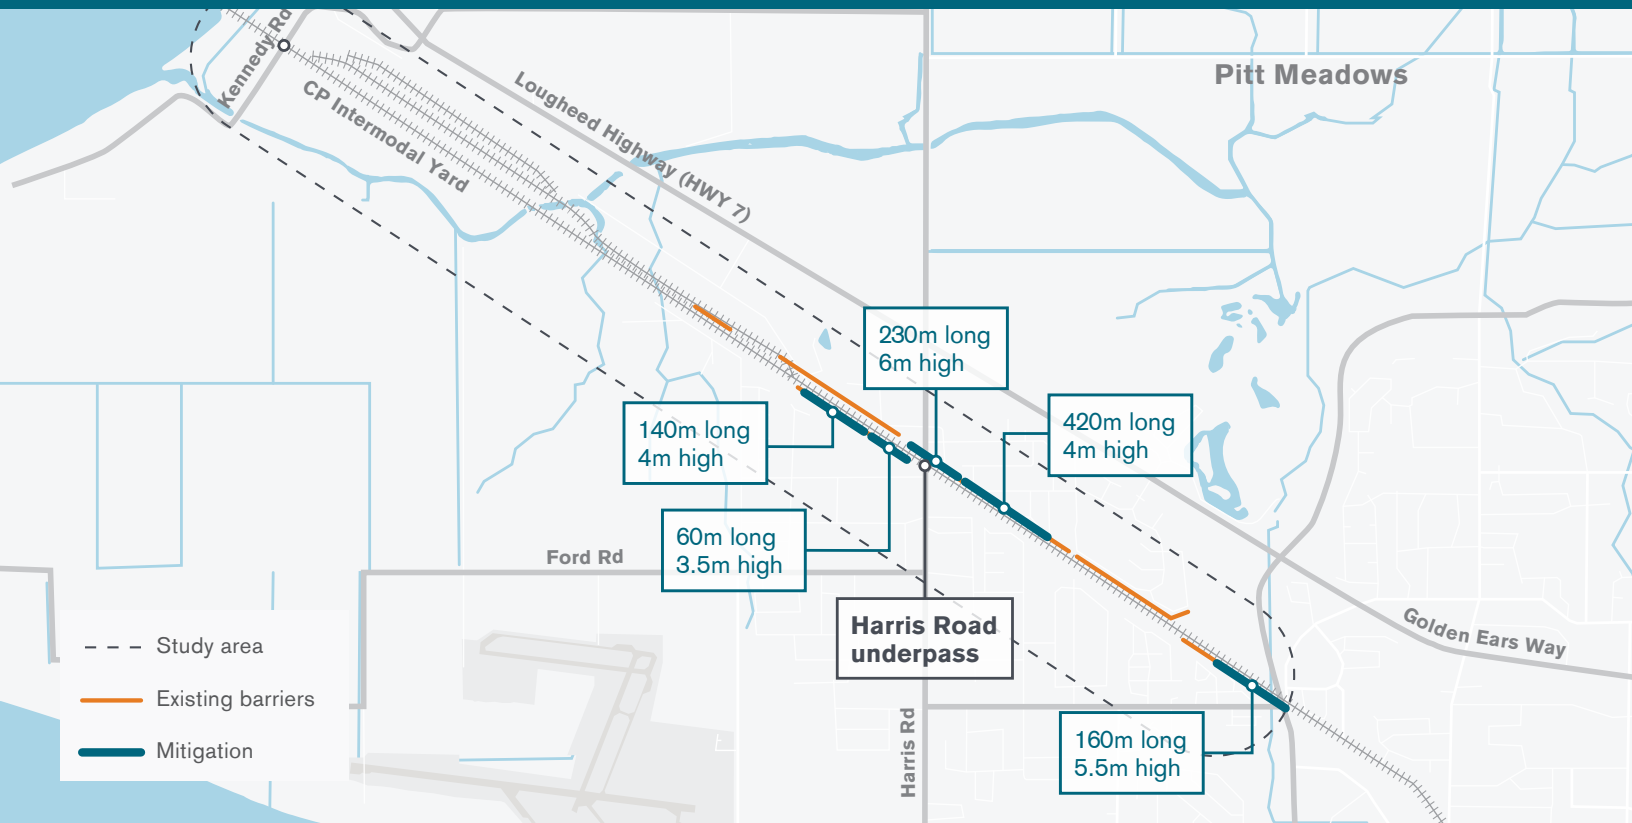 Kennedy Rd
CP Intermodal Yard
Lougheed Highway (HWY 7)
Pitt Meadows
230m long
6m high
140m long
4m high
420m long
4m high
60m long
3.5m high
Ford Rd
Harris Road
underpass
Golden Ears Way
Harris Rd
160m long
5.5m high
Study area
Existing barriers
Mitigation